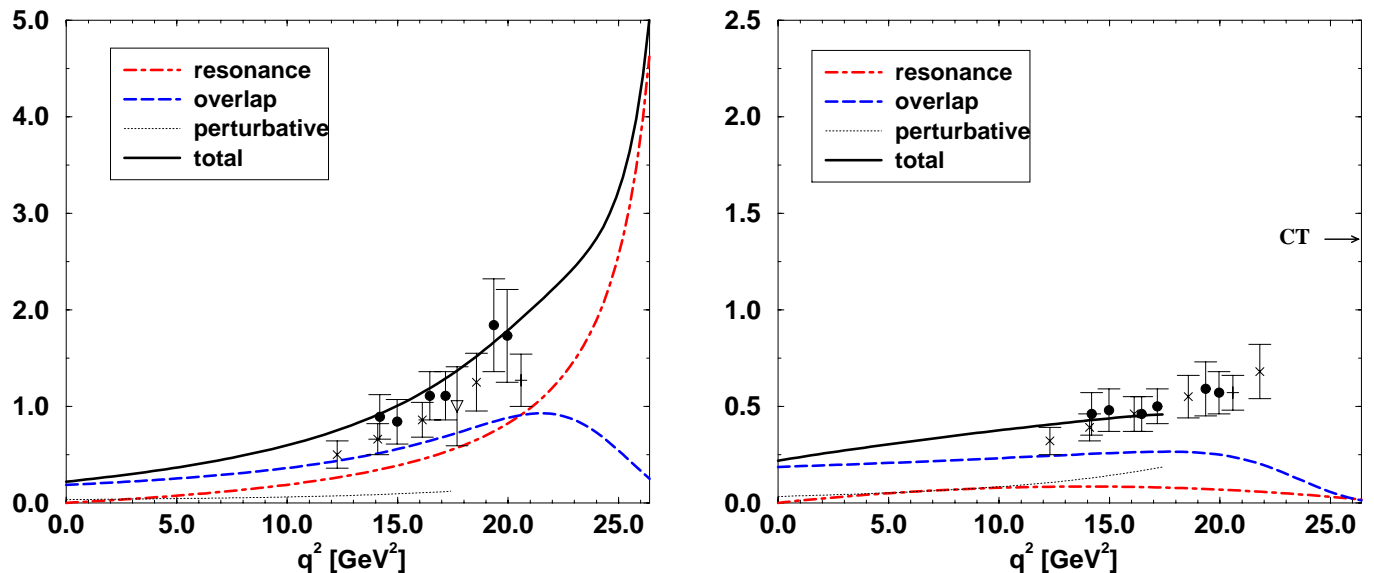 5.0
4.0
3.0
2.0
1.0
0.0
resonance
overlap
perturbative
total
0.0 5.0 10.0 15.0 20.0 25.0
q² [GeV²]
2.5
2.0
1.5
1.0
0.5
0.0
resonance
overlap
perturbative
total
CT
0.0 5.0 10.0 15.0 20.0 25.0
q² [GeV²]